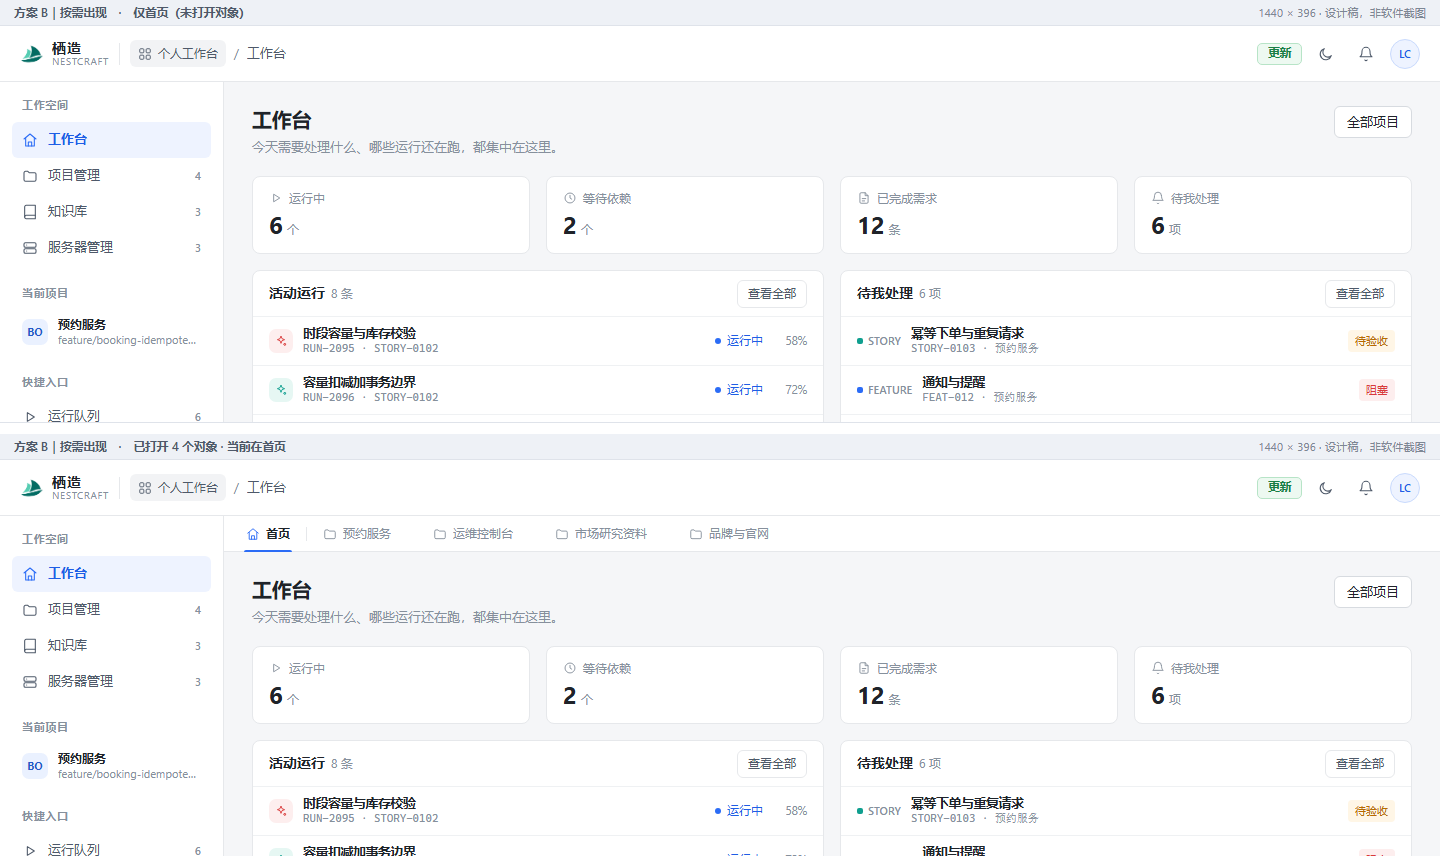 方案 B | 按需出现 · 仅首页（未打开对象）
1440 × 396 · 设计稿，非软件截图
栖造
NESTCRAFT
个人工作台 / 工作台
更新
LC
工作空间
工作台
项目管理 4
知识库 3
服务器管理 3
当前项目
BO
预约服务
feature/booking-idempote...
快捷入口
运行队列 6
工作台
今天需要处理什么、哪些运行还在跑，都集中在这里。
全部项目
运行中
6 个
等待依赖
2 个
已完成需求
12 条
待我处理
6 项
活动运行 8 条
查看全部
时段容量与库存校验
RUN-2095 · STORY-0102
运行中 58%
容量扣减加事务边界
RUN-2096 · STORY-0102
运行中 72%
待我处理 6 项
查看全部
STORY
幂等下单与重复请求
STORY-0103 · 预约服务
待验收
FEATURE
通知与提醒
FEAT-012 · 预约服务
阻塞
方案 B | 按需出现 · 已打开 4 个对象 · 当前在首页
1440 × 396 · 设计稿，非软件截图
栖造
NESTCRAFT
个人工作台 / 工作台
更新
LC
工作空间
工作台
项目管理 4
知识库 3
服务器管理 3
当前项目
BO
预约服务
feature/booking-idempote...
快捷入口
运行队列 6
首页 预约服务 运维控制台 市场研究资料 品牌与官网
工作台
今天需要处理什么、哪些运行还在跑，都集中在这里。
全部项目
运行中
6 个
等待依赖
2 个
已完成需求
12 条
待我处理
6 项
活动运行 8 条
查看全部
时段容量与库存校验
RUN-2095 · STORY-0102
运行中 58%
容量扣减加事务边界
待我处理 6 项
查看全部
STORY
幂等下单与重复请求
STORY-0103 · 预约服务
待验收
通知与提醒